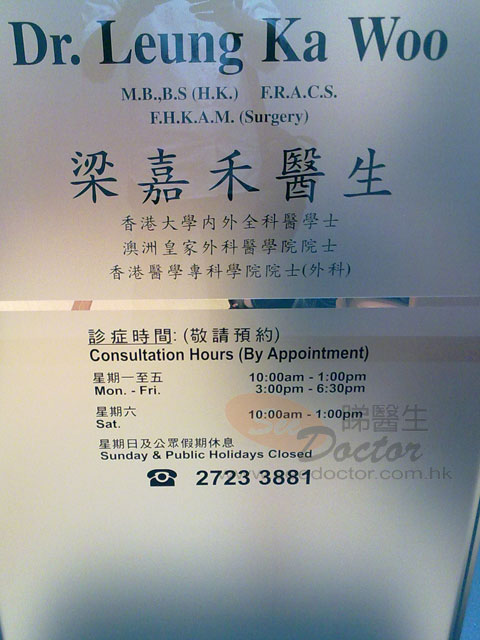 Dr. Leung Ka Woo
M.B.,B.S (H.K.) F.R.A.C.S.
F.H.K.A.M. (Surgery)
梁嘉禾醫生
香港大學內外全科醫學士
澳洲皇家外科醫學院院士
香港醫學專科學院院士(外科)
診症時間: (敬請預約)
Consultation Hours (By Appointment)
星期一至五 10:00am - 1:00pm
Mon. - Fri. 3:00pm - 6:30pm
星期六 10:00am - 1:00pm
Sat.
睇醫生
SeeDoctor
星期日及公眾假期休息
Sunday & Public Holidays Closed
☎ 2723 3881
www.seedoctor.com.hk